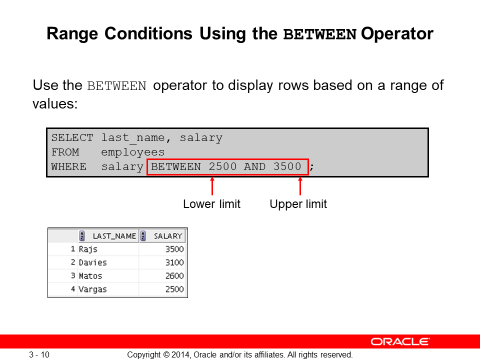 Range Conditions Using the BETWEEN Operator
Use the BETWEEN operator to display rows based on a range of
values:
SELECT last_name, salary
FROM employees
WHERE salary BETWEEN 2500 AND 3500 ;
Lower limit Upper limit
LAST_NAME SALARY
1 Rajs 3500
2 Davies 3100
3 Matos 2600
4 Vargas 2500
ORACLE
3 - 10 Copyright © 2014, Oracle and/or its affiliates. All rights reserved.